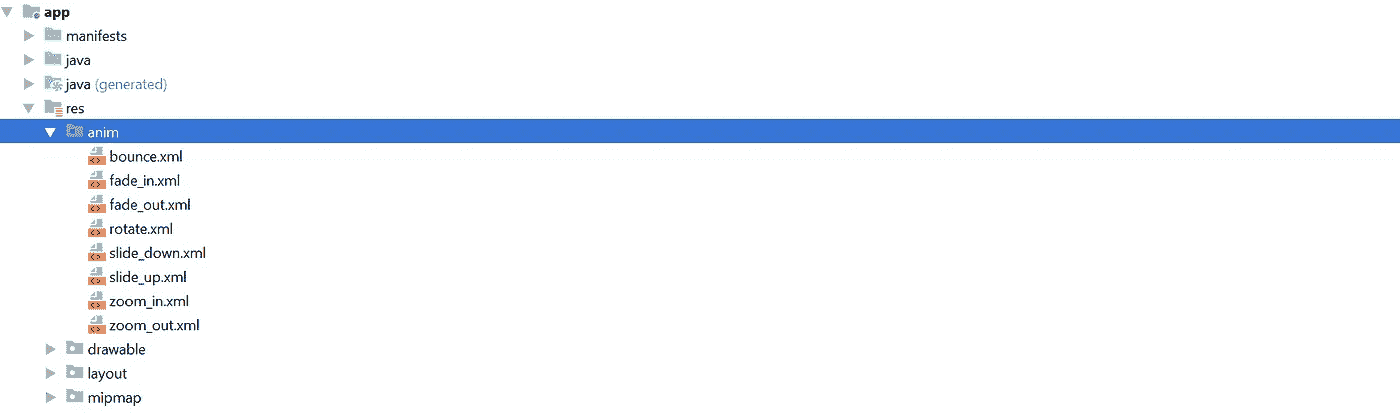 app
manifests
java
java (generated)
res
anim
bounce.xml
fade_in.xml
fade_out.xml
rotate.xml
slide_down.xml
slide_up.xml
zoom_in.xml
zoom_out.xml
drawable
layout
mipmap